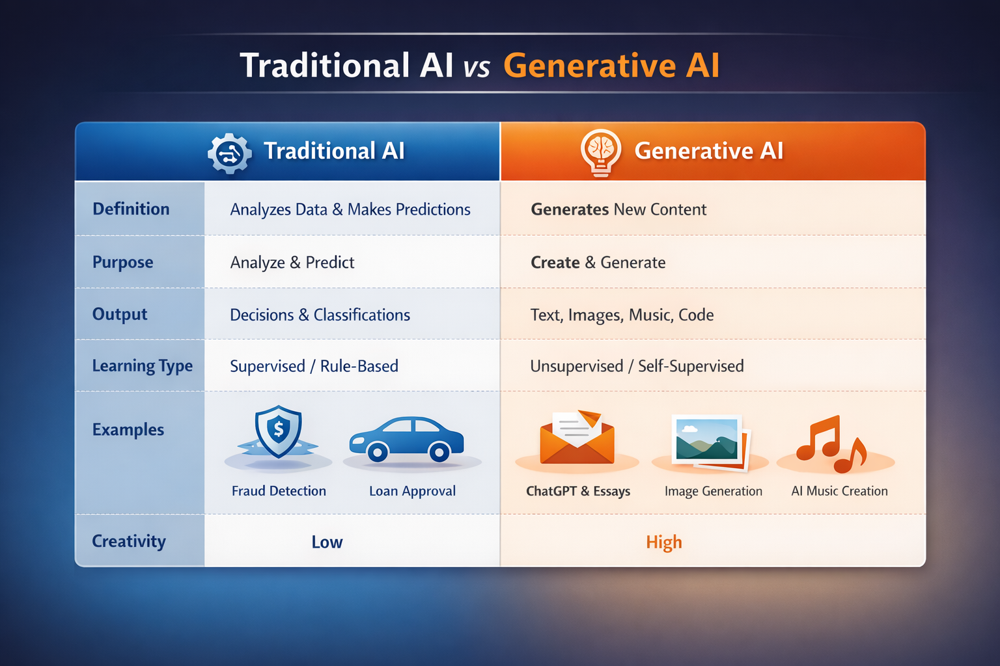 Traditional AI vs Generative AI
Traditional AI
Generative AI
Definition
Analyzes Data & Makes Predictions
Generates New Content
Purpose
Analyze & Predict
Create & Generate
Output
Decisions & Classifications
Text, Images, Music, Code
Learning Type
Supervised / Rule-Based
Unsupervised / Self-Supervised
Examples
$
Fraud Detection
Loan Approval
ChatGPT & Essays
Image Generation
AI Music Creation
Creativity
Low
High